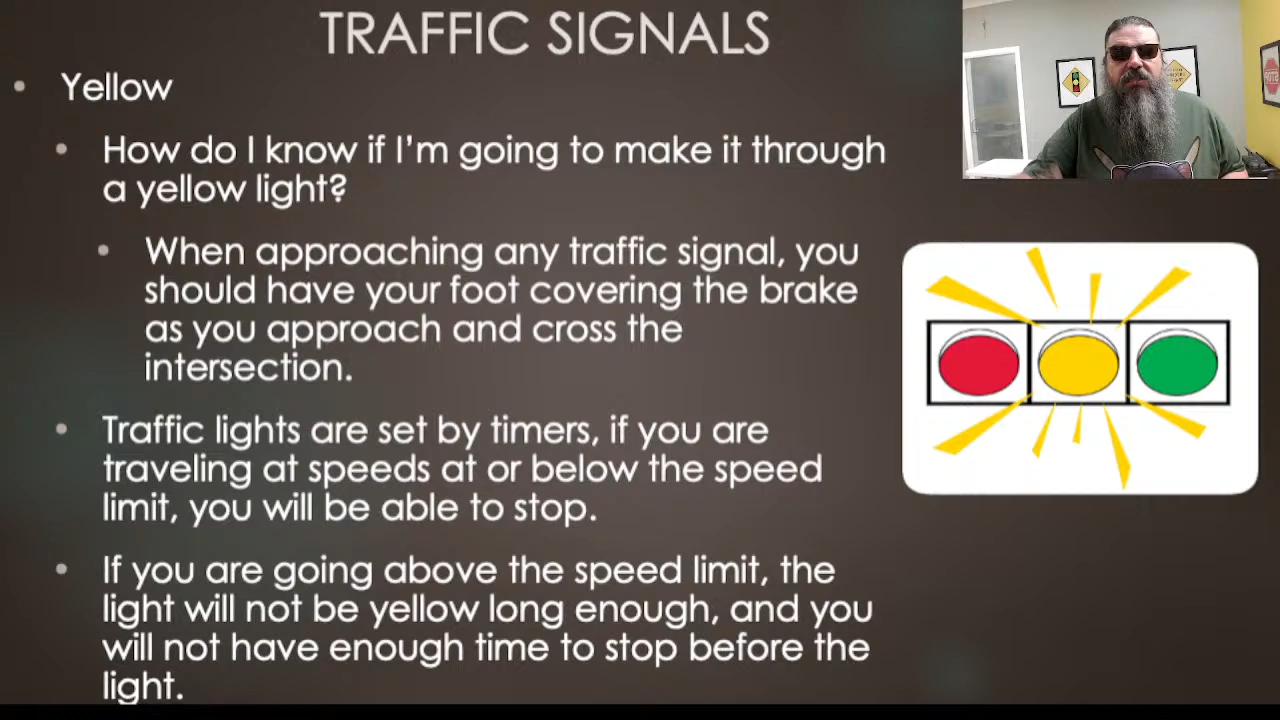 TRAFFIC SIGNALS
• Yellow
• How do I know if I'm going to make it through
a yellow light?
• When approaching any traffic signal, you
should have your foot covering the brake
as you approach and cross the
intersection.
• Traffic lights are set by timers, if you are
traveling at speeds at or below the speed
limit, you will be able to stop.
• If you are going above the speed limit, the
light will not be yellow long enough, and you
will not have enough time to stop before the
light.